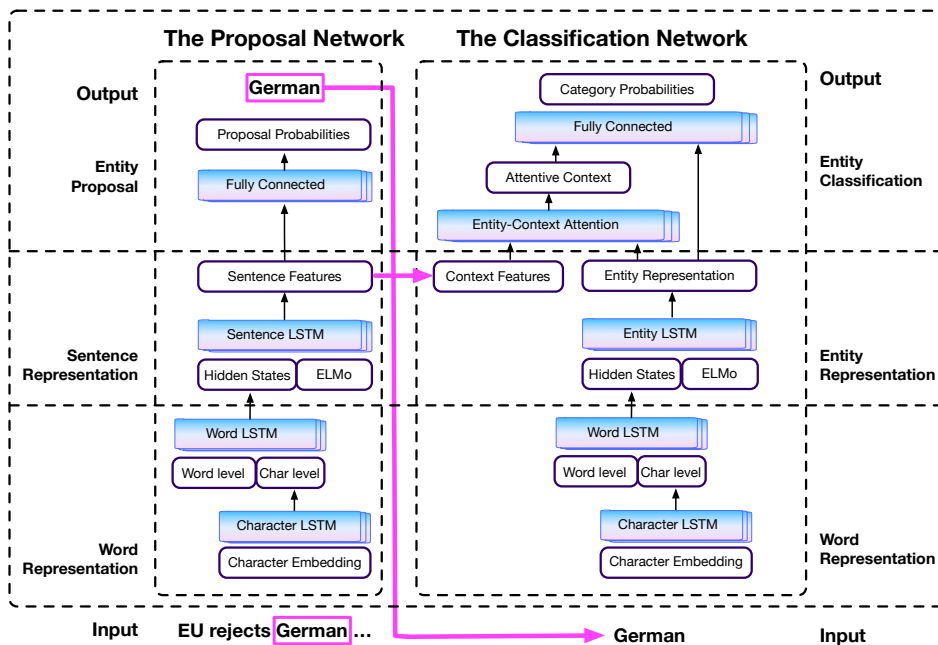 The Proposal Network
The Classification Network
Output
German
Category Probabilities
Output
Proposal Probabilities
Fully Connected
Entity
Proposal
Fully Connected
Attentive Context
Entity
Classification
Entity-Context Attention
Sentence Features
Context Features
Entity Representation
Sentence LSTM
Entity LSTM
Sentence
Representation
Hidden States
ELMo
Hidden States
ELMo
Entity
Representation
Word LSTM
Word LSTM
Word level
Char level
Word level
Char level
Character LSTM
Character LSTM
Word
Representation
Character Embedding
Character Embedding
Word
Representation
Input
EU rejects German ...
German
Input